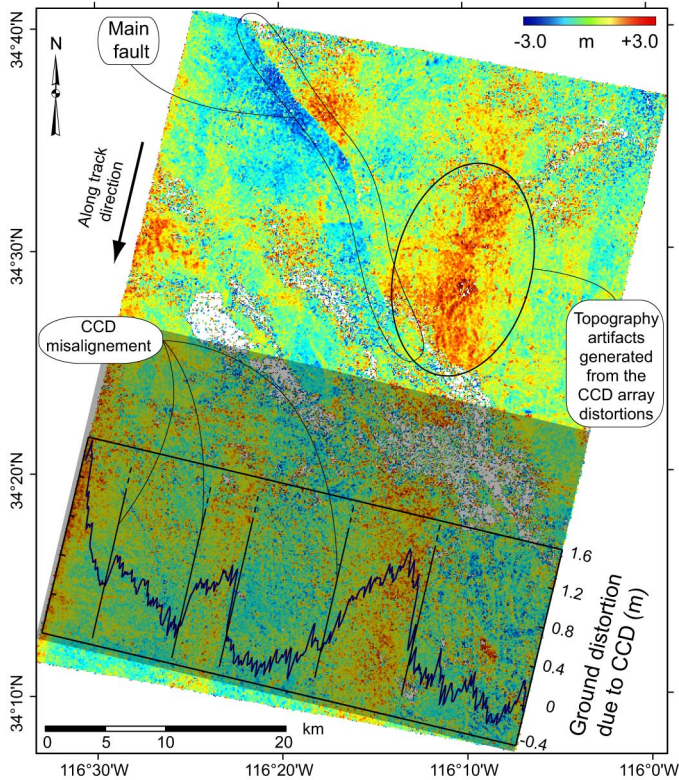 34°40'N
34°30'N
34°20'N
34°10'N
Main
fault
-3.0 m +3.0
N
Along track
direction
CCD
misalignement
Topography
artifacts
generated
from the
CCD array
distortions
1.6
1.2
0.8
0.4
0
-0.4
Ground distortion
due to CCD (m)
km
0 5 10 20
116°30'W 116°20'W 116°10'W 116°0'W